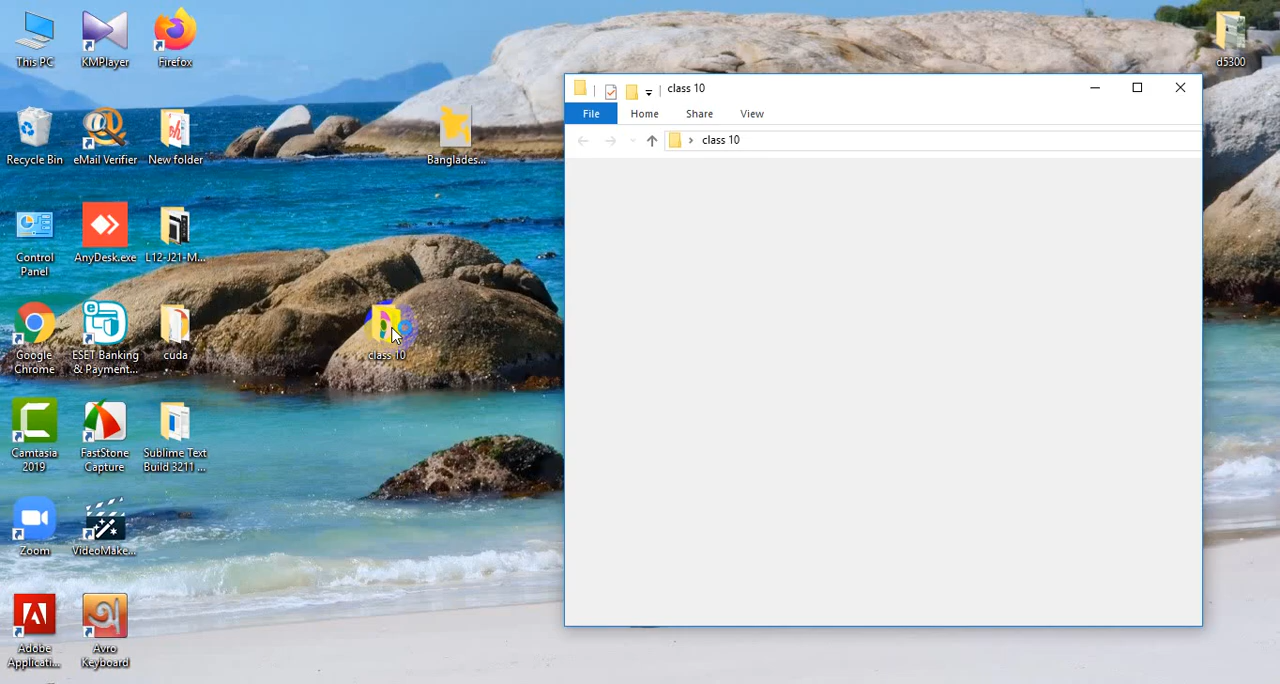 This PC
KMPlayer
Firefox
d5300
Recycle Bin
eMail Verifier
New folder
Banglades...
Control
Panel
AnyDesk.exe
L12-J21-M...
Google
Chrome
ESET Banking
& Payment...
cuda
class 10
Camtasia
2019
FastStone
Capture
Sublime Text
Build 3211 ...
Zoom
VideoMake...
Adobe
Applicati...
Avro
Keyboard
class 10
File
Home
Share
View
class 10